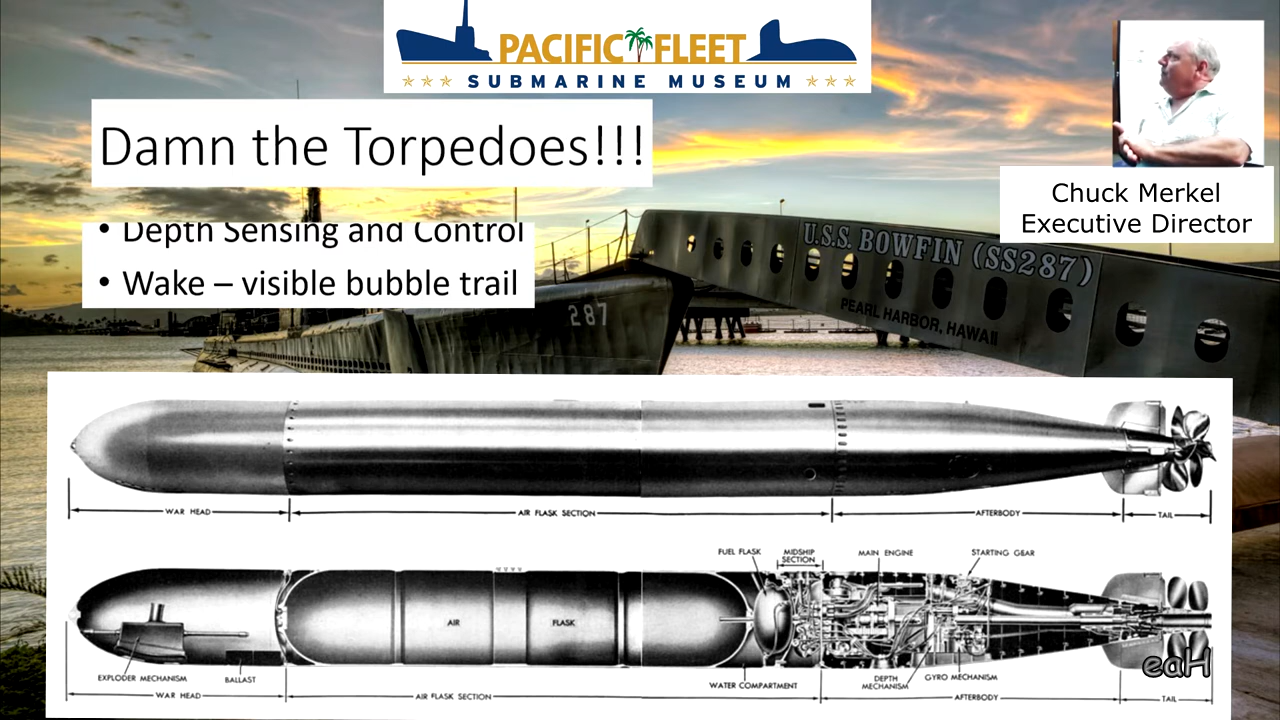 PACIFIC FLEET
SUBMARINE MUSEUM
Damn the Torpedoes!!!
Chuck Merkel
Executive Director
• Depth Sensing and Control
• Wake – visible bubble trail
U.S.S. BOWFIN (SS287)
PEARL HARBOR, HAWAII
287
WAR HEAD
AIR FLASK SECTION
AFTERBODY
TAIL
FUEL FLASK
MIDSHIP SECTION
MAIN ENGINE
STARTING GEAR
AIR
FLASK
EXPLODER MECHANISM
BALLAST
WATER COMPARTMENT
DEPTH MECHANISM
GYRO MECHANISM
WAR HEAD
AIR FLASK SECTION
AFTERBODY
TAIL
eaH